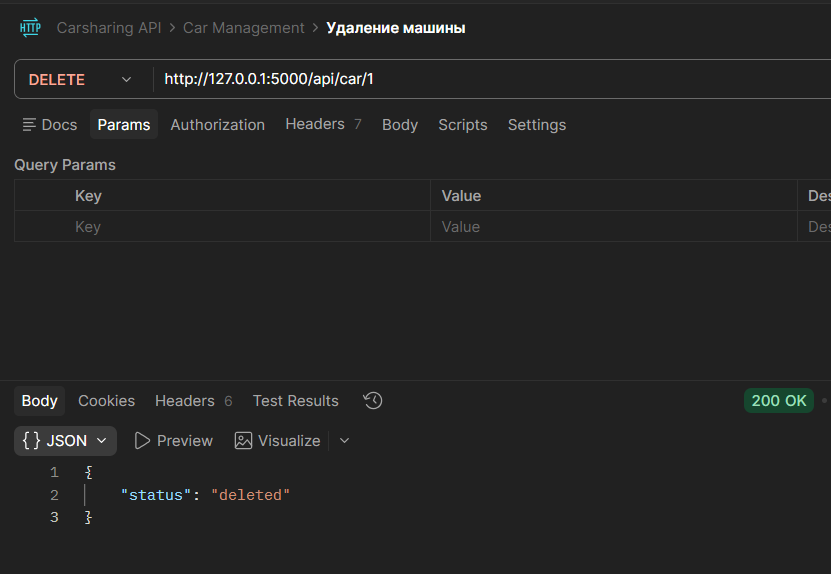 HTTP Carsharing API > Car Management > Удаление машины
DELETE http://127.0.0.1:5000/api/car/1
Docs Params Authorization Headers 7 Body Scripts Settings
Query Params
Key Value Des
Key Value Des
Body Cookies Headers 6 Test Results 200 OK
{} JSON Preview Visualize
1 {
2 "status": "deleted"
3 }